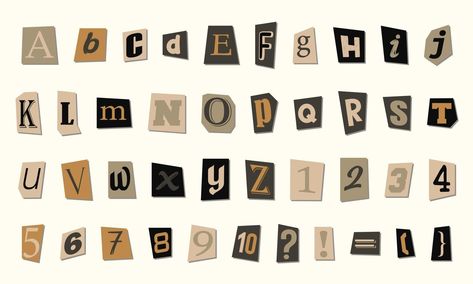 A b C d E F g H i j
K L m N O p Q R S T
u V w x y Z 1 2 3 4
5 6 7 8 9 10 ? ! = ( }